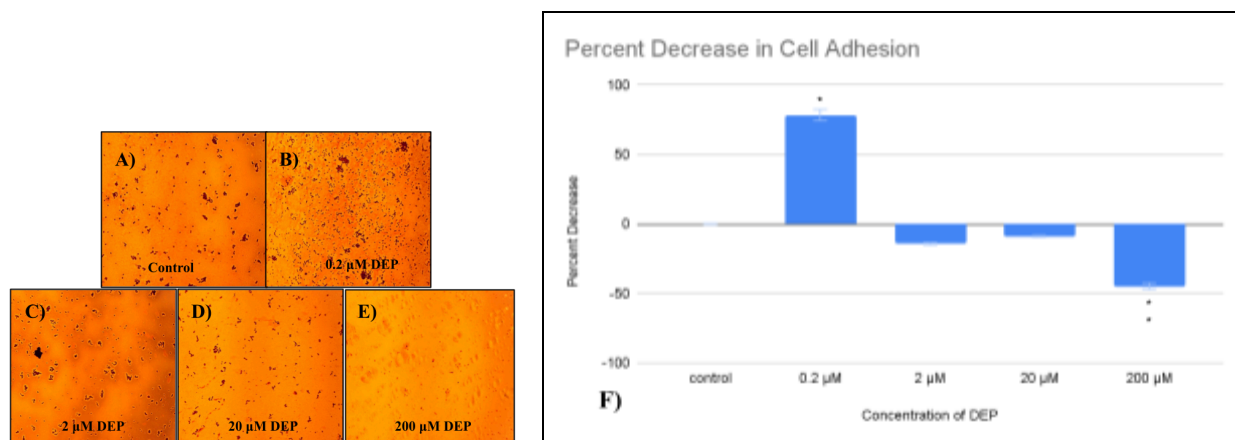 A)
Control
B)
0.2 µM DEP
C)
2 µM DEP
D)
20 µM DEP
E)
200 µM DEP
Percent Decrease in Cell Adhesion
Percent Decrease
100
50
0
-50
-100
*
*
*
control
0.2 µM
2 µM
20 µM
200 µM
Concentration of DEP
F)